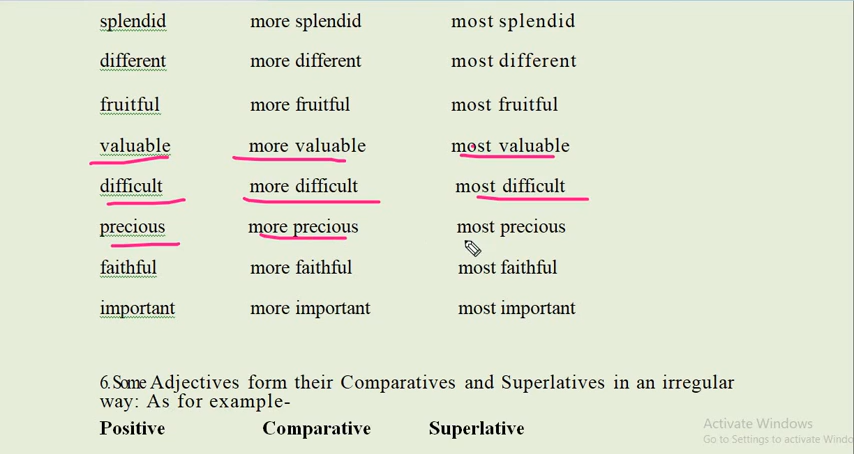 splendid more splendid most splendid
different more different most different
fruitful more fruitful most fruitful
valuable more valuable most valuable
difficult more difficult most difficult
precious more precious most precious
faithful more faithful most faithful
important more important most important
6.Some Adjectives form their Comparatives and Superlatives in an irregular
way: As for example-
Positive Comparative Superlative
Activate Windows
Go to Settings to activate Windo